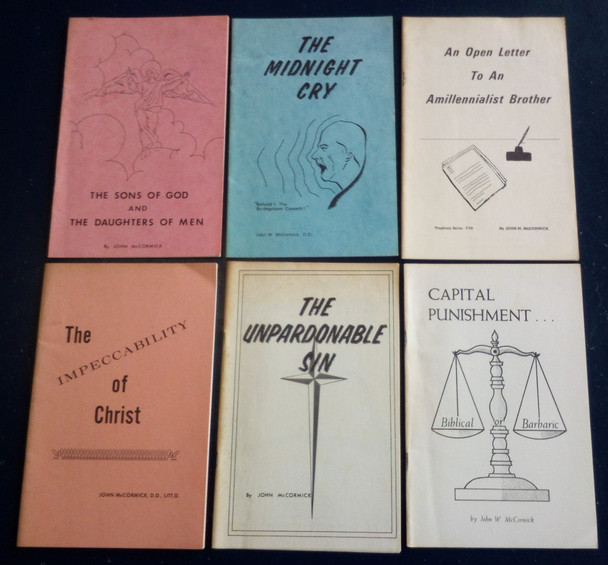 THE SONS OF GOD
AND
THE DAUGHTERS OF MEN
By JOHN McCORMICK
THE
MIDNIGHT
CRY
"Behold!, The
Bridegroom Cometh!"
John W. McCormick, D.D.
An Open Letter
To An
Amillennialist Brother
By JOHN W. McCORMICK
The
IMPECCABILITY
of
Christ
JOHN McCORMICK, D.D., LITT.D.
THE
UNPARDONABLE
SIN
By JOHN McCORMICK
CAPITAL
PUNISHMENT . . .
Biblical or Barbaric
by John W. McCormick